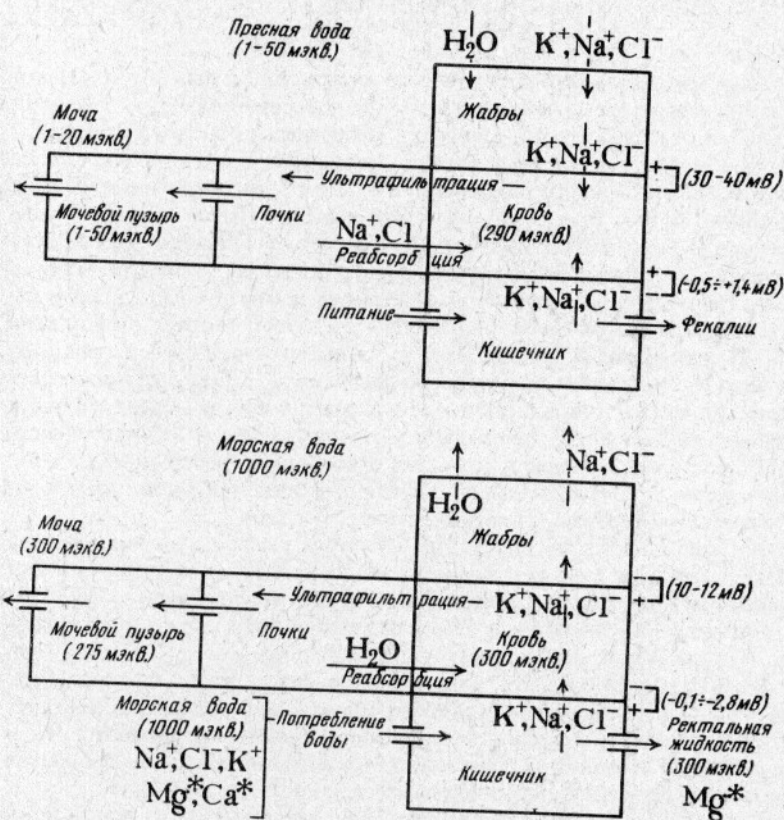 Пресная вода
(1-50 мэкв.)
H₂O
K⁺,Na⁺,Cl⁻
Жабры
Моча
(1-20 мэкв.)
K⁺,Na⁺,Cl⁻
+
−
(30-40 мВ)
Ультрафильтрация
Мочевой пузырь
(1-50 мэкв.)
Почки
Кровь
(290 мэкв.)
Na⁺,Cl
Реабсорбция
+
−
(-0,5÷+1,4 мВ)
K⁺,Na⁺,Cl⁻
Питание
Фекалии
Кишечник
Морская вода
(1000 мэкв.)
Na⁺,Cl⁻
H₂O
Жабры
Моча
(300 мэкв.)
−
+
(10-12 мВ)
Ультрафильтрация
K⁺,Na⁺,Cl⁻
Мочевой пузырь
(275 мэкв.)
Почки
Кровь
(300 мэкв.)
H₂O
Реабсорбция
−
+
(-0,1÷-2,8 мВ)
Морская вода
(1000 мэкв.)
Na⁺,Cl⁻,K⁺
Mg*,Ca*
Потребление
воды
K⁺,Na⁺,Cl⁻
Кишечник
Ректальная
жидкость
(300 мэкв.)
Mg*